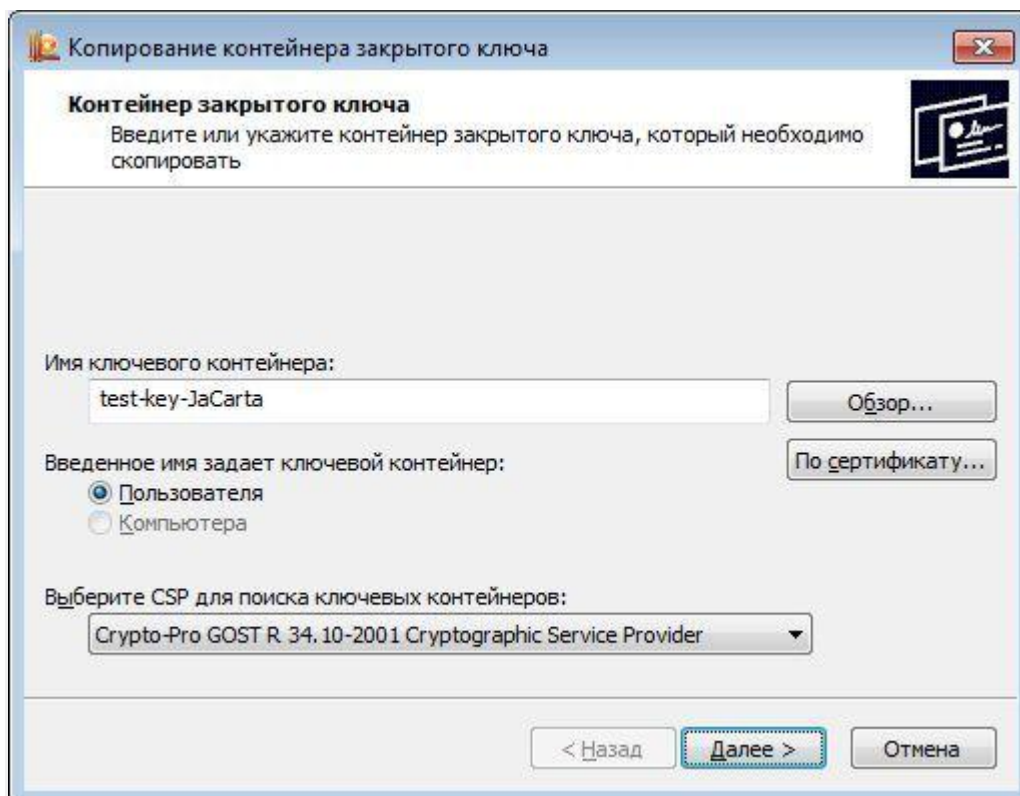 Копирование контейнера закрытого ключа
Контейнер закрытого ключа
Введите или укажите контейнер закрытого ключа, который необходимо
скопировать
Имя ключевого контейнера:
test-key-JaCarta
Обзор...
Введенное имя задает ключевой контейнер:
По сертификату...
Пользователя
Компьютера
Выберите CSP для поиска ключевых контейнеров:
Crypto-Pro GOST R 34.10-2001 Cryptographic Service Provider
< Назад
Далее >
Отмена